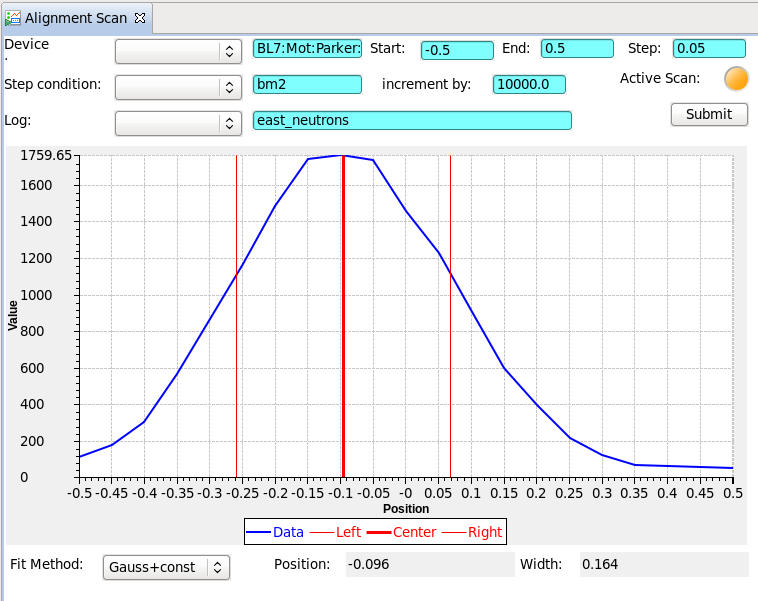 Alignment Scan
Device BL7:Mot:Parker: Start: -0.5 End: 0.5 Step: 0.05
:
Step condition: bm2 increment by: 10000.0 Active Scan:
Log: east_neutrons Submit
1759.65
1600
1400
1200
1000
800
600
400
200
0
Value
-0.5 -0.45 -0.4 -0.35 -0.3 -0.25 -0.2 -0.15 -0.1 -0.05 -0 0.05 0.1 0.15 0.2 0.25 0.3 0.35 0.4 0.45 0.5
Position
Data Left Center Right
Fit Method: Gauss+const Position: -0.096 Width: 0.164